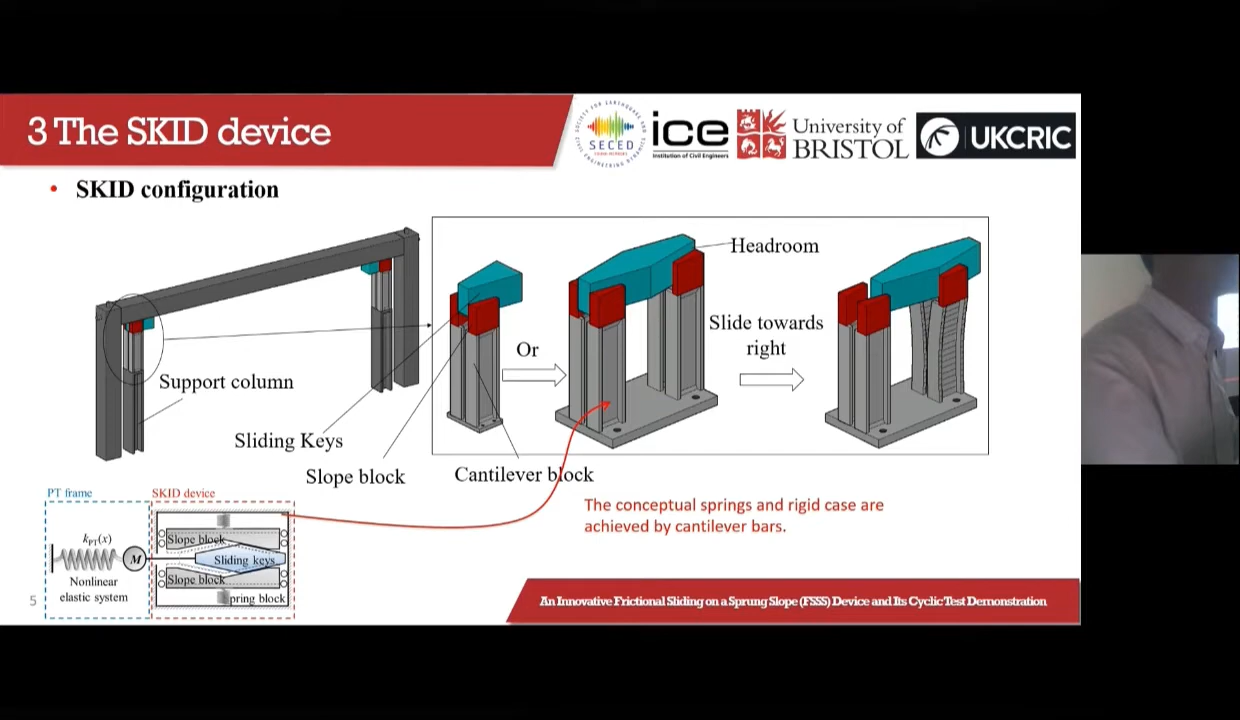 3 The SKID device
SECED
ice
Institution of Civil Engineers
University of
BRISTOL
UKCRIC
• SKID configuration
Headroom
Slide towards
right
Or
Support column
Sliding Keys
Slope block
Cantilever block
The conceptual springs and rigid case are
achieved by cantilever bars.
PT frame
SKID device
kPT(x)
M
Nonlinear
elastic system
Slope block
Sliding keys
Slope block
pring block
5
An Innovative Frictional Sliding on a Sprung Slope (FSSS) Device and Its Cyclic Test Demonstration